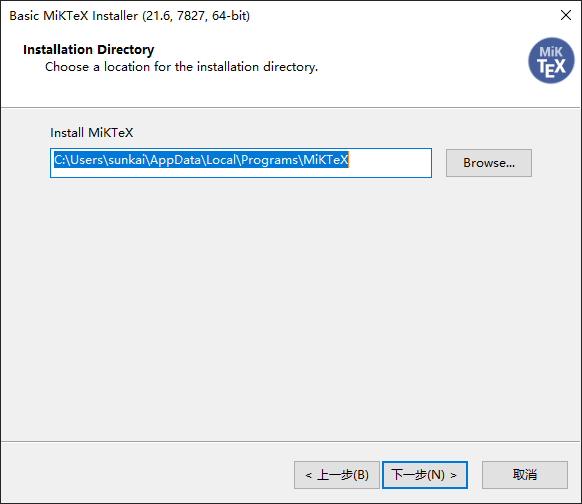 Basic MiKTeX Installer (21.6, 7827, 64-bit)
Installation Directory
Choose a location for the installation directory.
MiK
TEX
Install MiKTeX
C:\Users\sunkai\AppData\Local\Programs\MiKTeX
Browse...
< 上一步(B)
下一步(N) >
取消